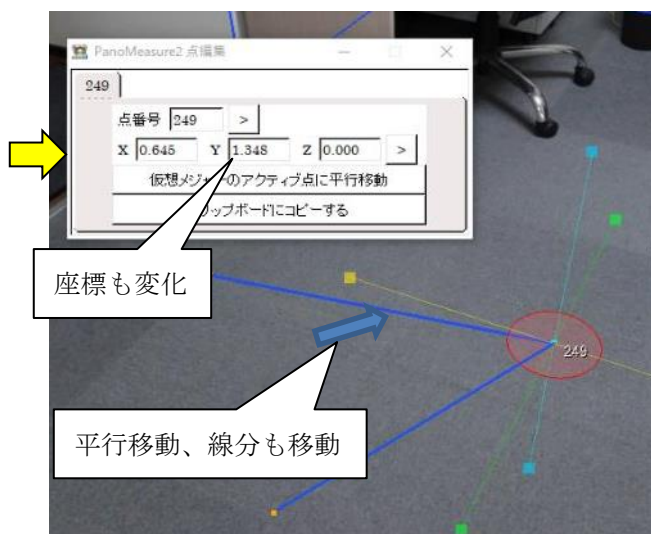 PanoMeasure2 点編集
249
点番号 249 >
X 0.645 Y 1.348 Z 0.000 >
仮想メジャーのアクティブ点に平行移動
クリップボードにコピーする
座標も変化
249
平行移動、線分も移動